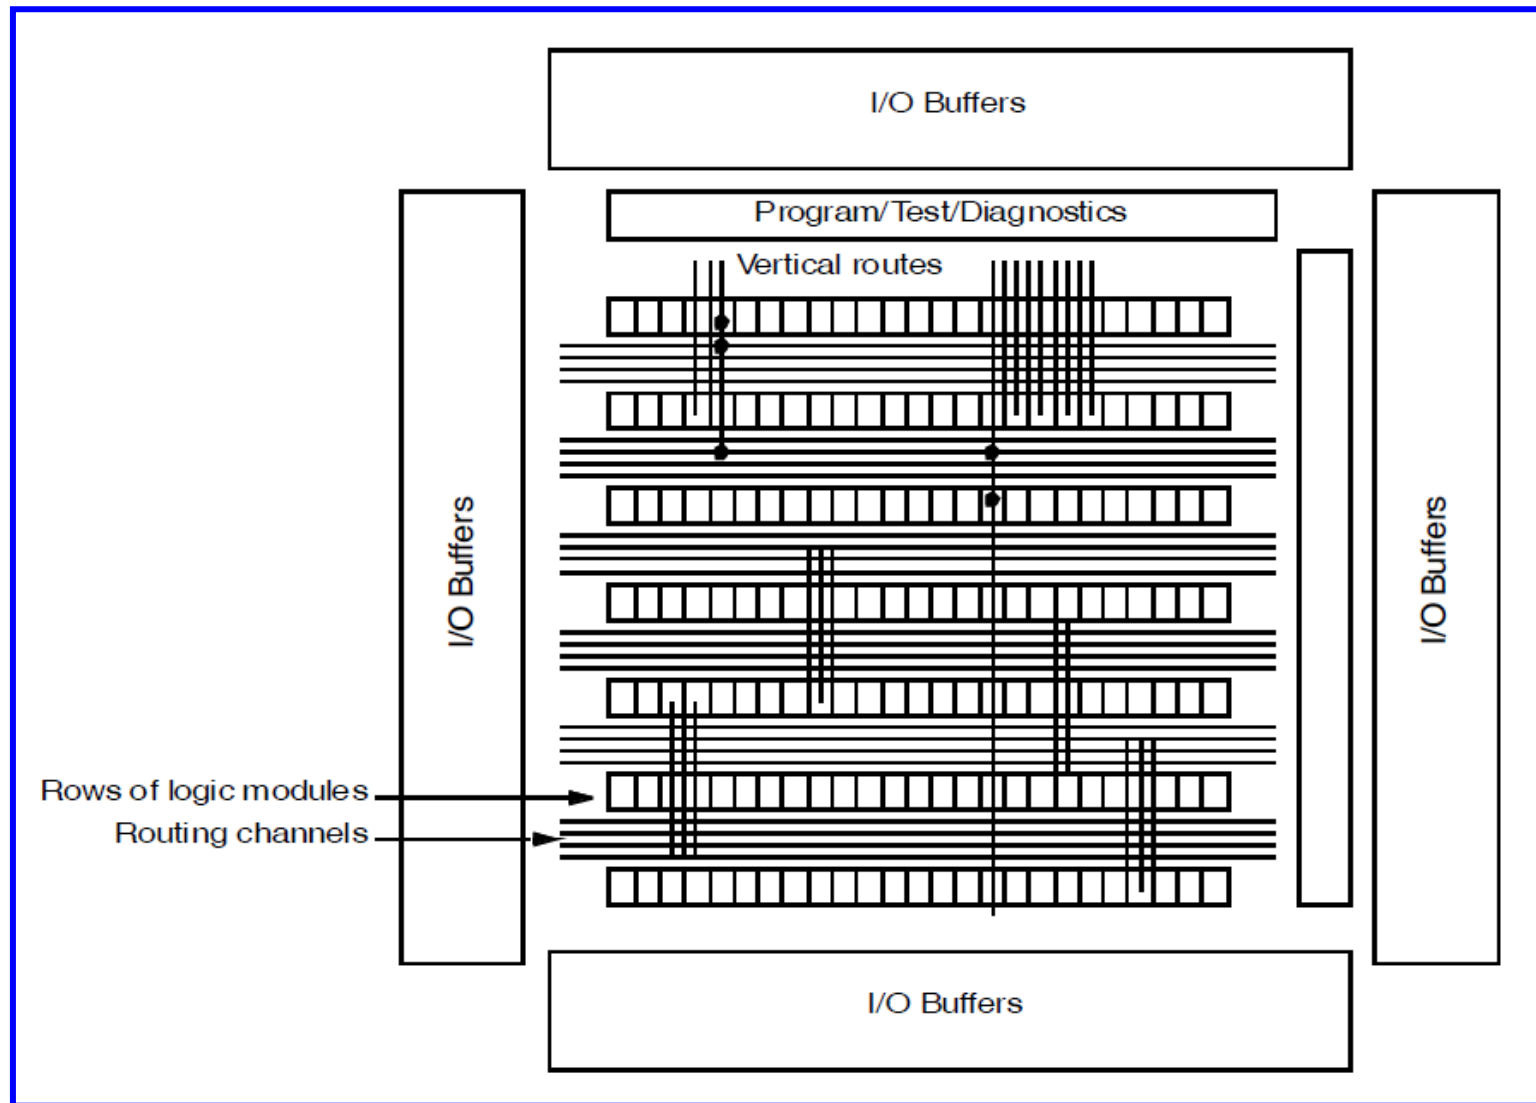 I/O Buffers
Program/Test/Diagnostics
Vertical routes
I/O Buffers
I/O Buffers
Rows of logic modules
Routing channels
I/O Buffers